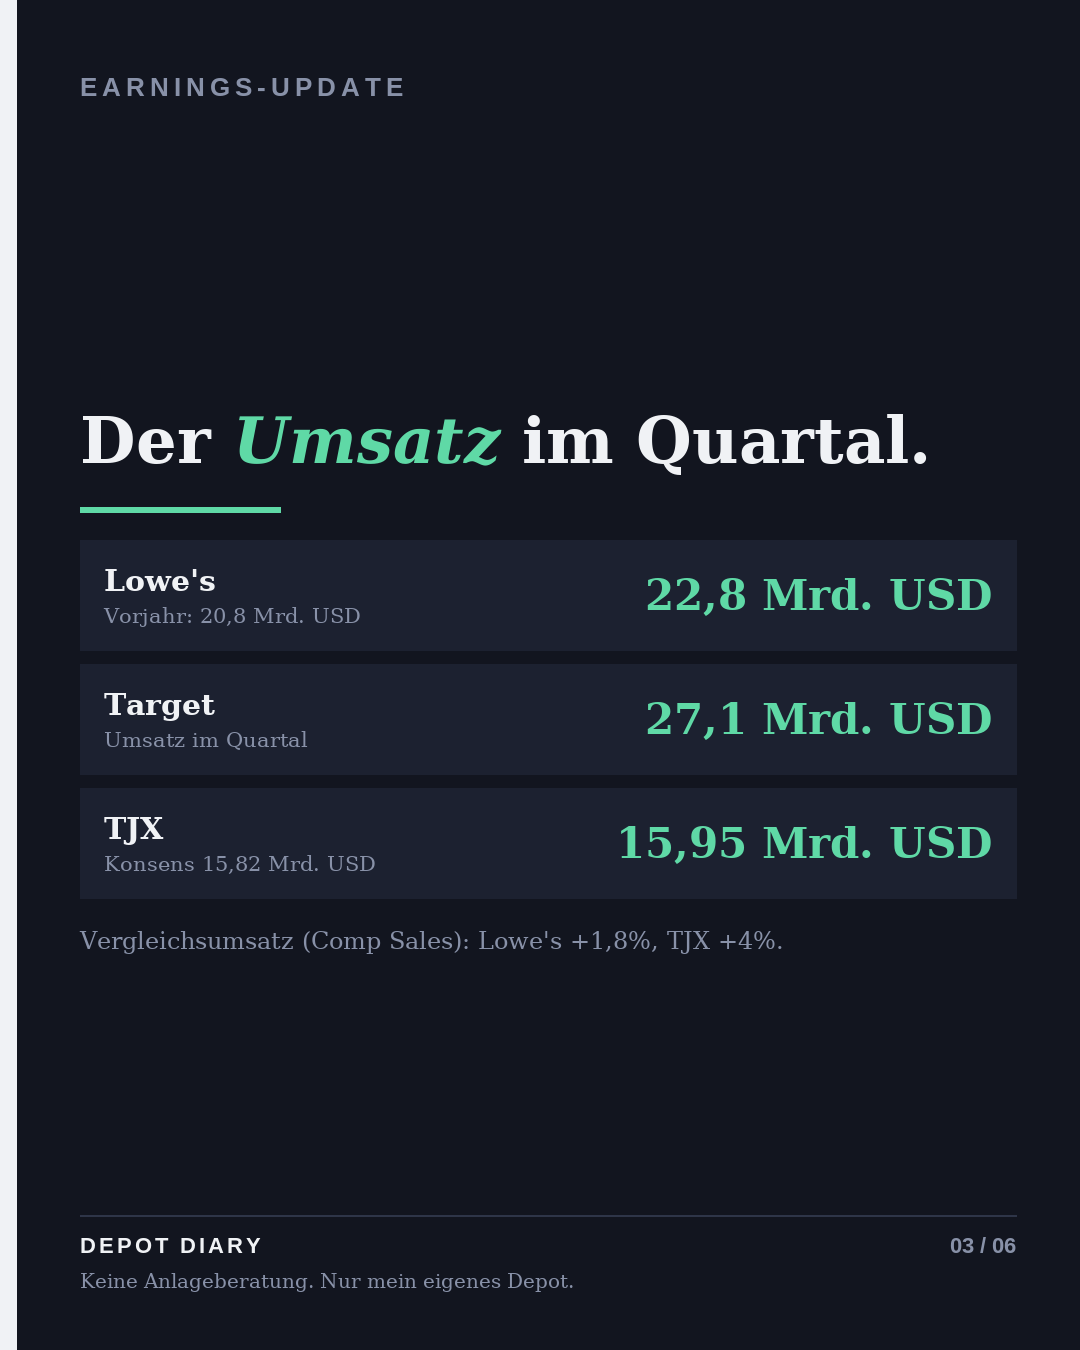 EARNINGS-UPDATE
Der Umsatz im Quartal.
Lowe's
Vorjahr: 20,8 Mrd. USD
22,8 Mrd. USD
Target
Umsatz im Quartal
27,1 Mrd. USD
TJX
Konsens 15,82 Mrd. USD
15,95 Mrd. USD
Vergleichsumsatz (Comp Sales): Lowe's +1,8%, TJX +4%.
DEPOT DIARY
03 / 06
Keine Anlageberatung. Nur mein eigenes Depot.